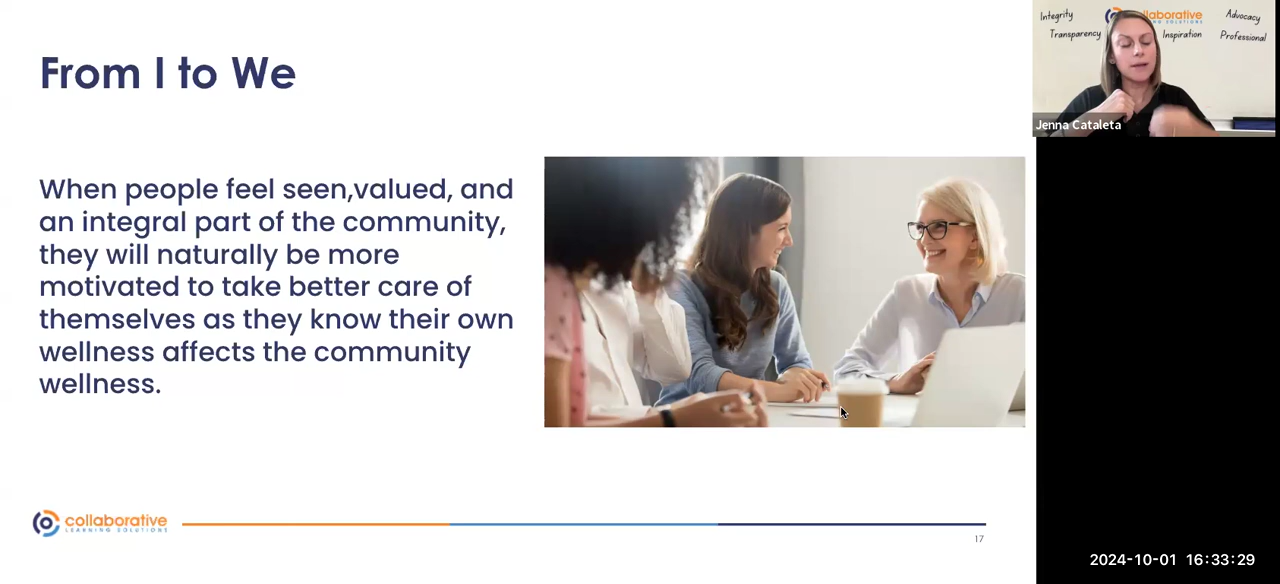 From I to We
When people feel seen,valued, and
an integral part of the community,
they will naturally be more
motivated to take better care of
themselves as they know their own
wellness affects the community
wellness.
collaborative
LEARNING SOLUTIONS
17
Integrity
Transparency
Inspiration
Advocacy
Professional
Jenna Cataleta
2024-10-01 16:33:29